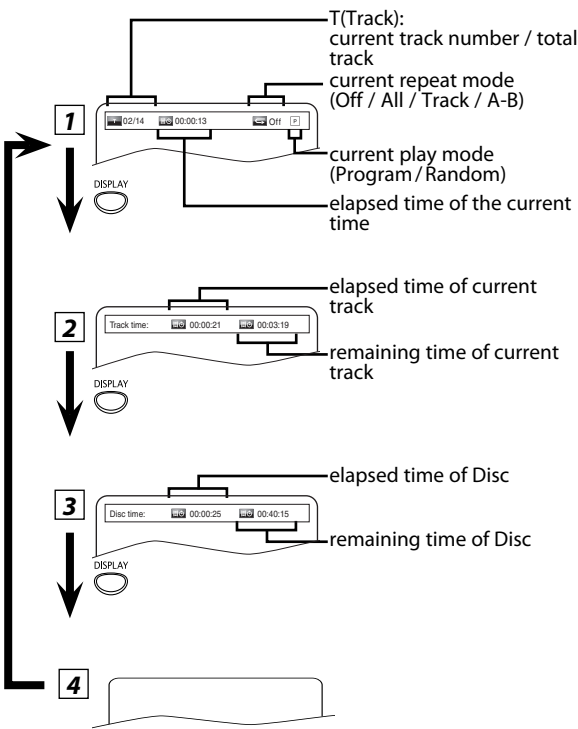 T(Track):
current track number / total
track
current repeat mode
(Off / All / Track / A-B)
1
T 02/14 00:00:13 Off P
current play mode
(Program / Random)
DISPLAY
elapsed time of the current
time
elapsed time of current
track
2
Track time: 00:00:21 00:03:19
remaining time of current
track
DISPLAY
elapsed time of Disc
3
Disc time: 00:00:25 00:40:15
remaining time of Disc
DISPLAY
4